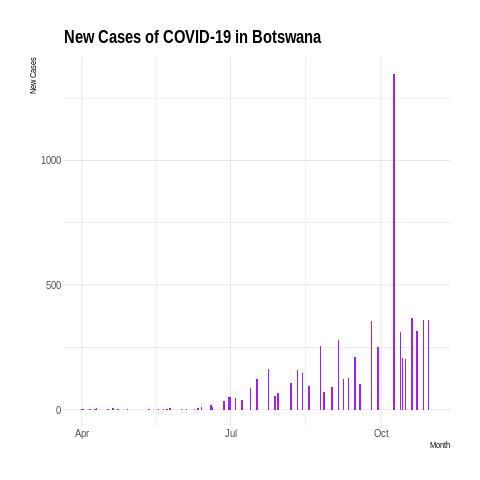 New Cases of COVID-19 in Botswana
New Cases
1000
500
0
Apr
Jul
Oct
Month